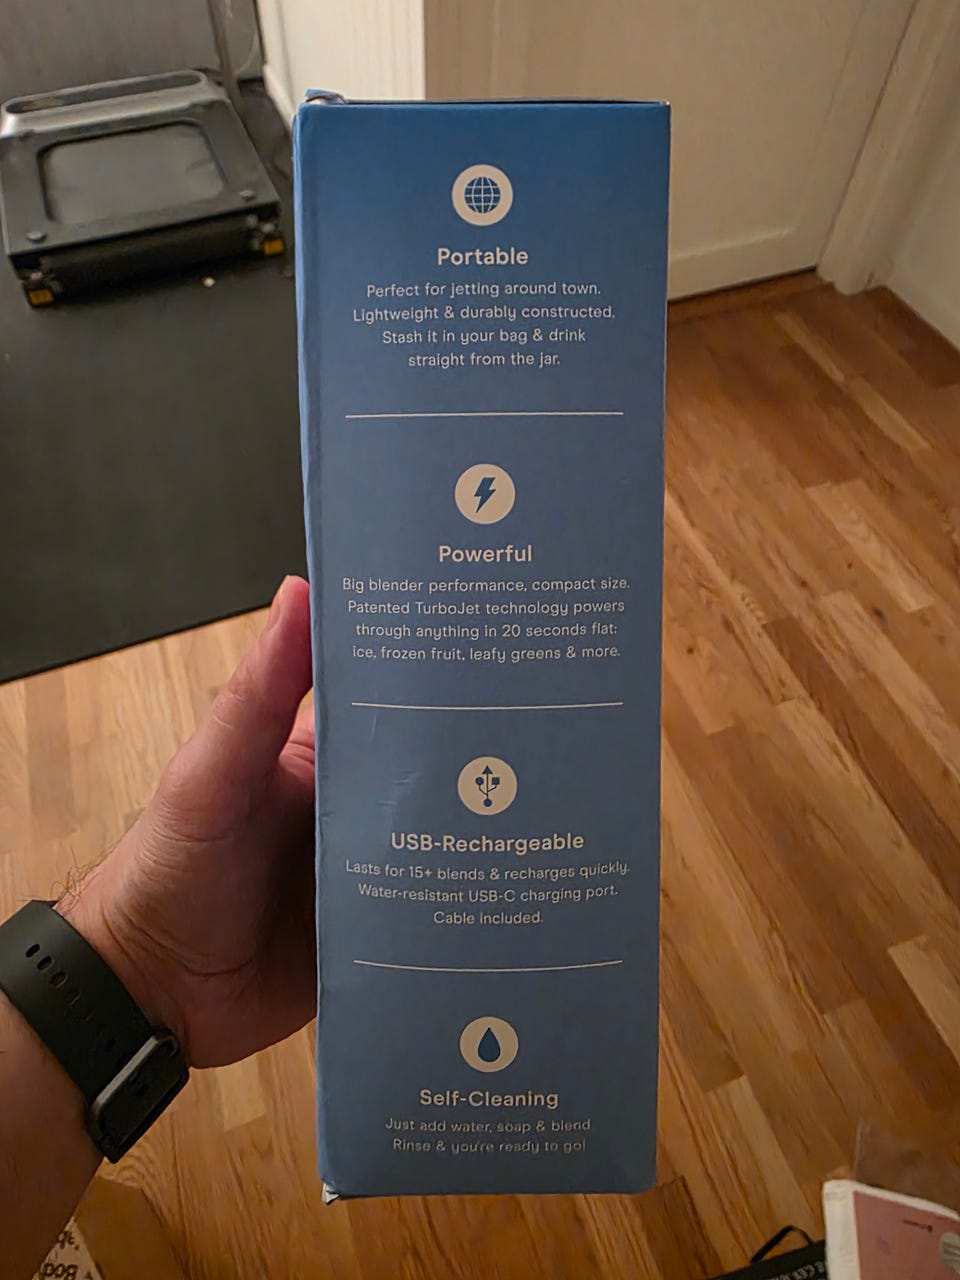 Portable
Perfect for jetting around town.
Lightweight & durably constructed.
Stash it in your bag & drink
straight from the jar.
Powerful
Big blender performance, compact size.
Patented TurboJet technology powers
through anything in 20 seconds flat:
ice, frozen fruit, leafy greens & more.
USB-Rechargeable
Lasts for 15+ blends & recharges quickly.
Water-resistant USB-C charging port.
Cable included.
Self-Cleaning
Just add water, soap & blend
Rinse & you're ready to go!